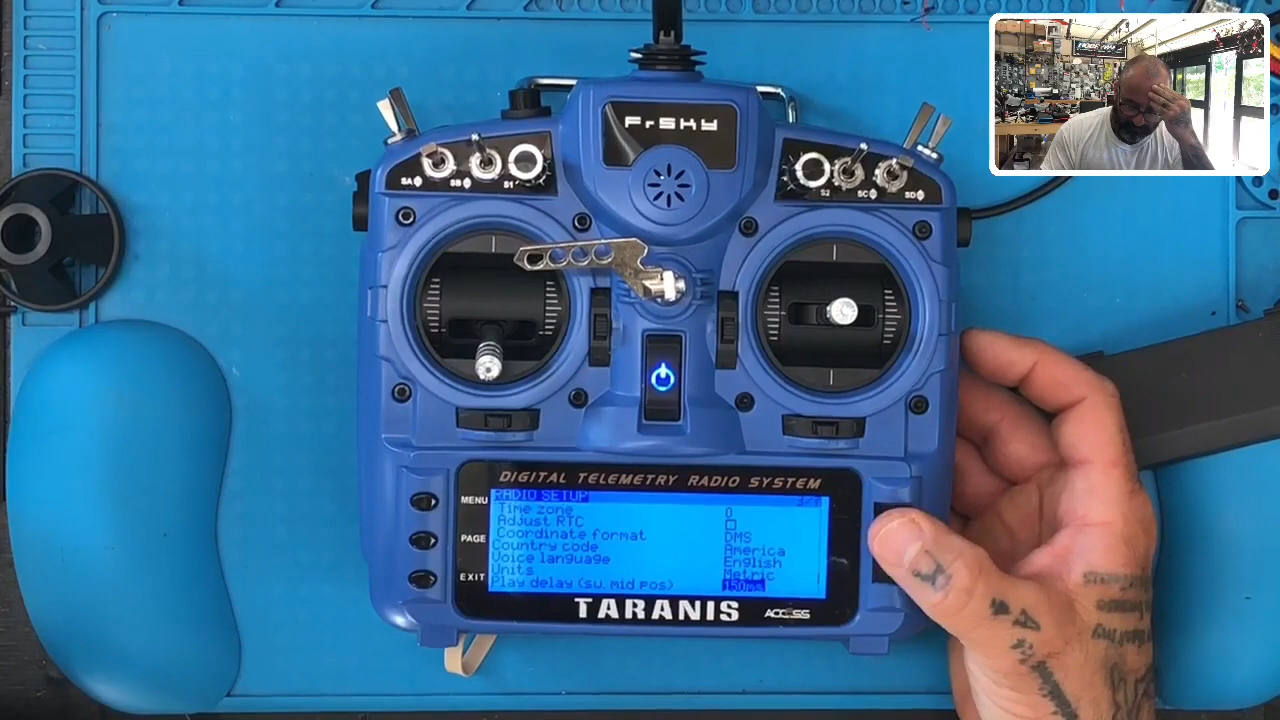 FrSKY
SA SB S1
S2 SC SD
DIGITAL TELEMETRY RADIO SYSTEM
MENU
PAGE
EXIT
RADIO SETUP 3/7
Time zone 0
Adjust RTC
Coordinate format DMS
Country code America
Voice language English
Units Metric
Play delay (sw. mid pos) 150ms
TARANIS ACCESS